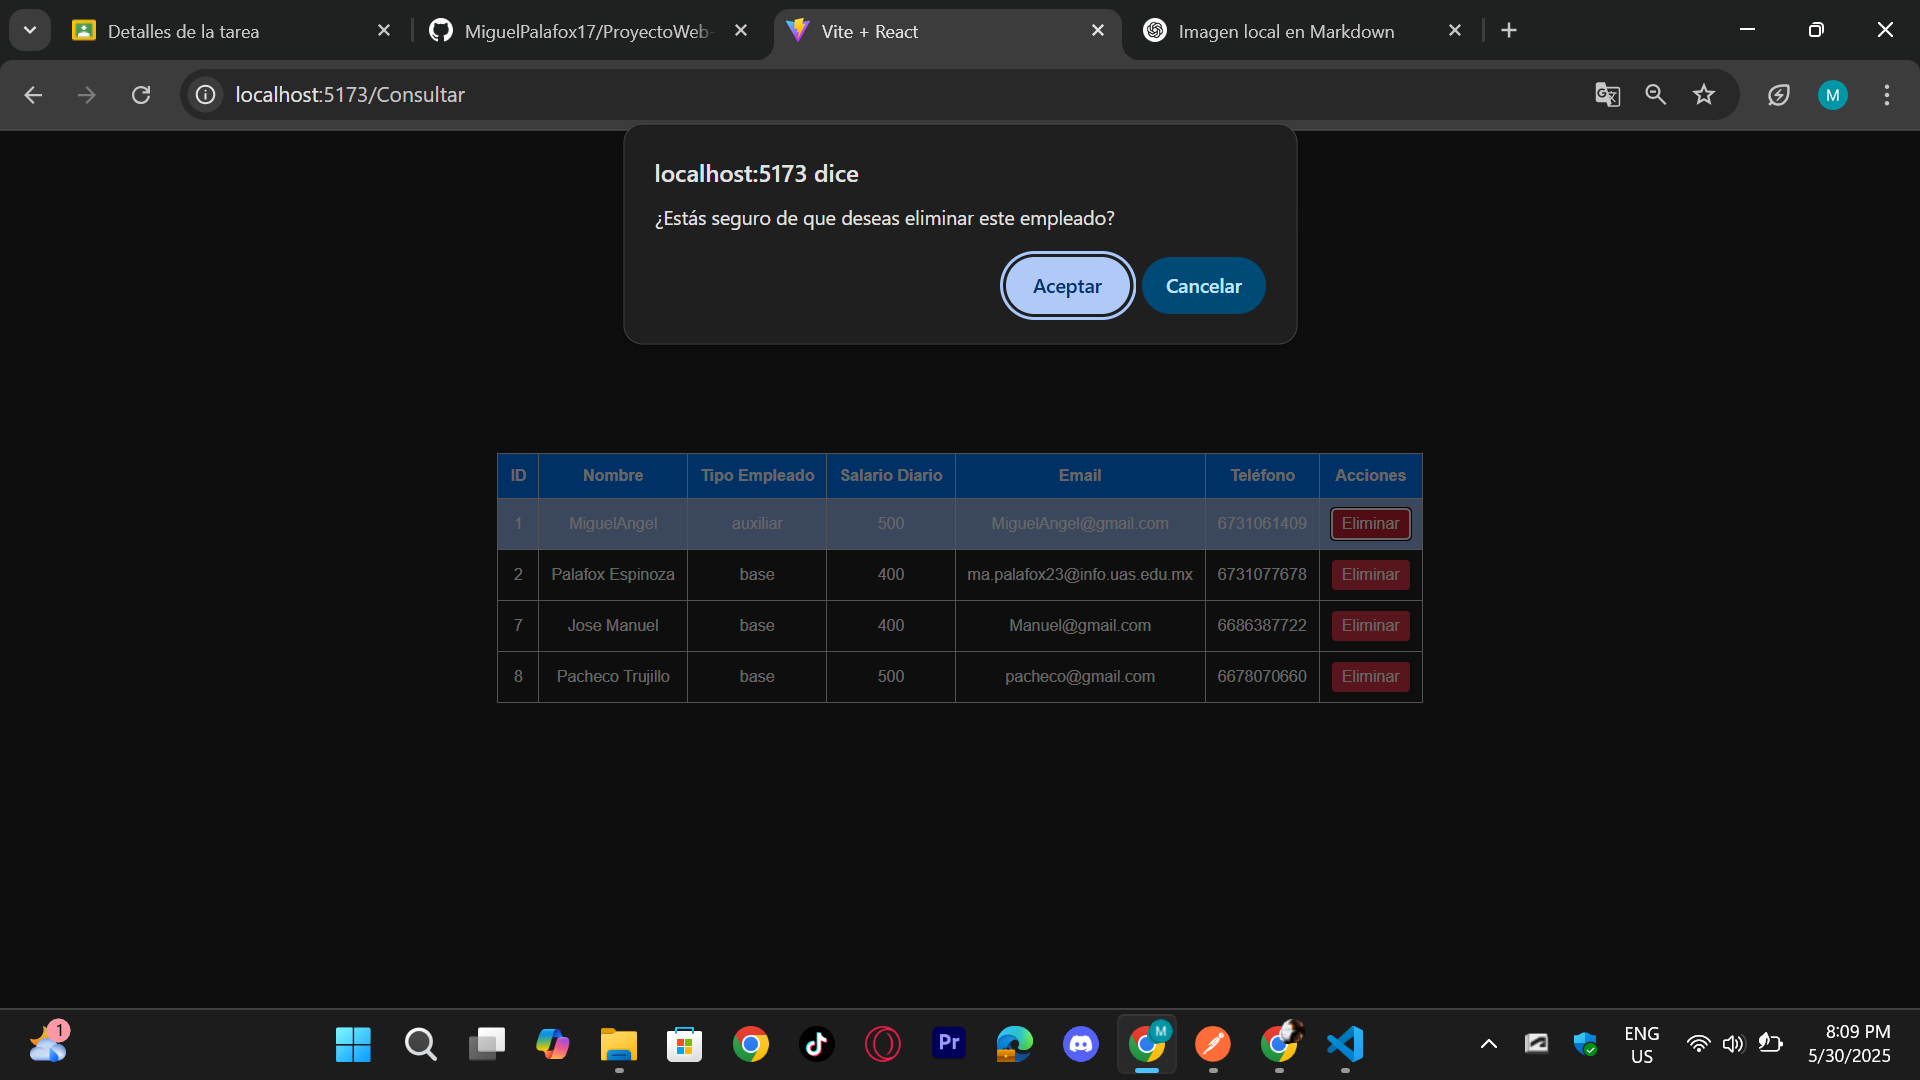 Detalles de la tarea
MiguelPalafox17/ProyectoWeb-
Vite + React
Imagen local en Markdown
localhost:5173/Consultar
M
localhost:5173 dice
¿Estás seguro de que deseas eliminar este empleado?
Aceptar
Cancelar
ID Nombre Tipo Empleado Salario Diario Email Teléfono Acciones
1 MiguelAngel auxiliar 500 MiguelAngel@gmail.com 6731061409 Eliminar
2 Palafox Espinoza base 400 ma.palafox23@info.uas.edu.mx 6731077678 Eliminar
7 Jose Manuel base 400 Manuel@gmail.com 6686387722 Eliminar
8 Pacheco Trujillo base 500 pacheco@gmail.com 6678070660 Eliminar
1
Pr
M
ENG
US
8:09 PM
5/30/2025